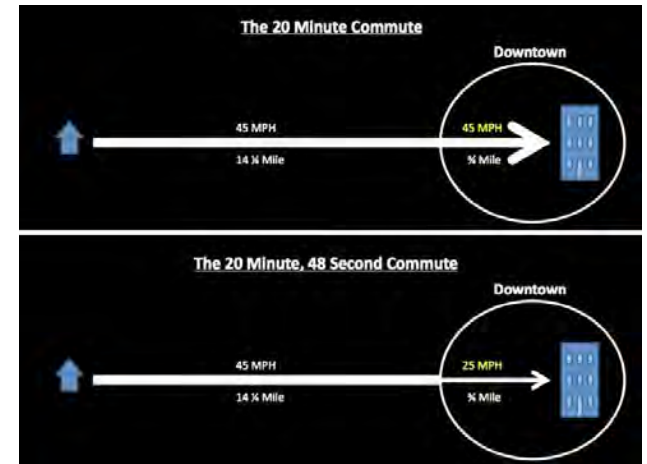 The 20 Minute Commute
Downtown
45 MPH
45 MPH
14 ¼ Mile
¾ Mile
The 20 Minute, 48 Second Commute
Downtown
45 MPH
25 MPH
14 ¼ Mile
¾ Mile